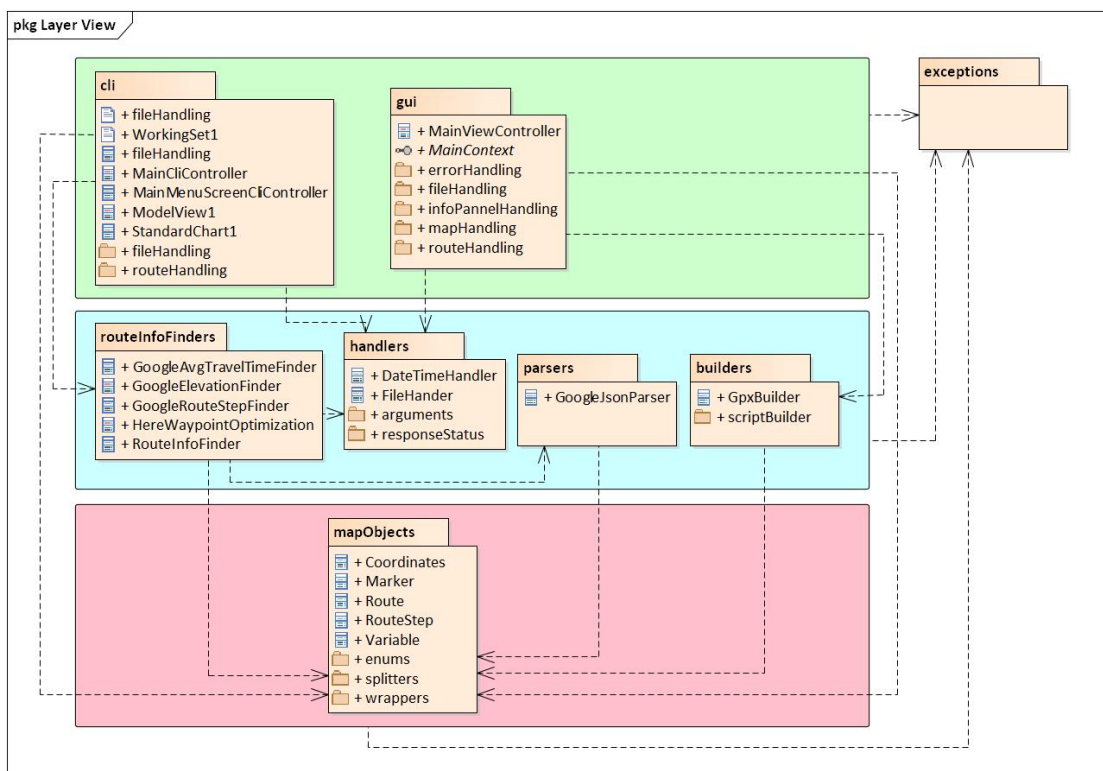 pkg Layer View
cli
+ fileHandling
+ WorkingSet1
+ fileHandling
+ MainCliController
+ MainMenuScreenCliController
+ ModelView1
+ StandardChart1
+ fileHandling
+ routeHandling
gui
+ MainViewController
+ MainContext
+ errorHandling
+ fileHandling
+ infoPannelHandling
+ mapHandling
+ routeHandling
exceptions
routeInfoFinders
+ GoogleAvgTravelTimeFinder
+ GoogleElevationFinder
+ GoogleRouteStepFinder
+ HereWaypointOptimization
+ RouteInfoFinder
handlers
+ DateTimeHandler
+ FileHander
+ arguments
+ responseStatus
parsers
+ GoogleJsonParser
builders
+ GpxBuilder
+ scriptBuilder
mapObjects
+ Coordinates
+ Marker
+ Route
+ RouteStep
+ Variable
+ enums
+ splitters
+ wrappers